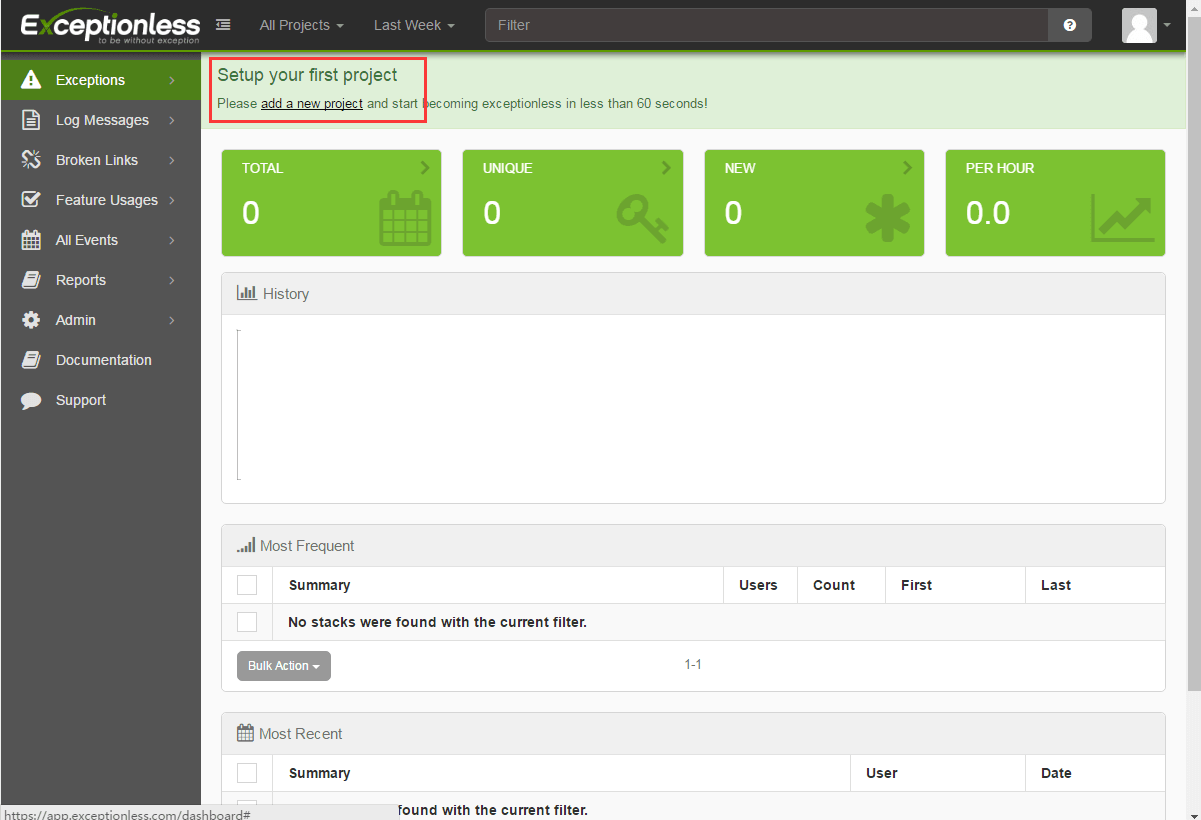 Exceptionless
to be without exception
All Projects
Last Week
Filter
Exceptions
Log Messages
Broken Links
Feature Usages
All Events
Reports
Admin
Documentation
Support
Setup your first project
Please add a new project and start becoming exceptionless in less than 60 seconds!
TOTAL
0
UNIQUE
0
NEW
0
PER HOUR
0.0
History
Most Frequent
Summary Users Count First Last
No stacks were found with the current filter.
Bulk Action
1-1
Most Recent
Summary User Date
found with the current filter.
https://app.exceptionless.com/dashboard#